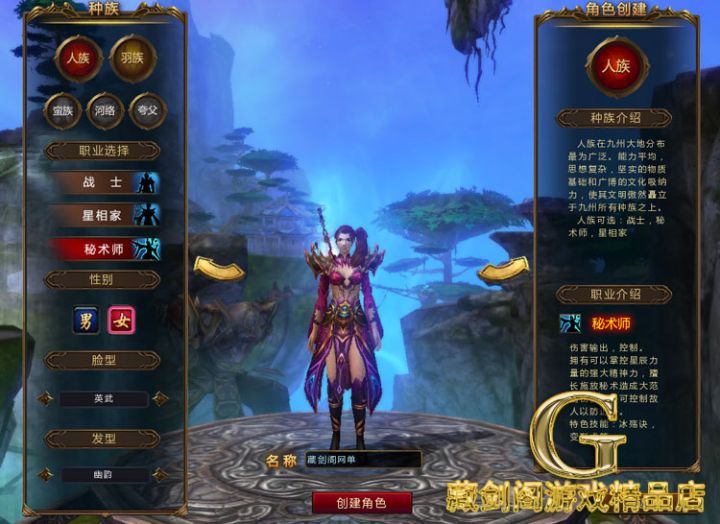 种族
人族
羽族
蛮族
河络
夸父
职业选择
战 士
星相家
秘术师
性别
男
女
脸型
英武
发型
幽韵
名称
藏剑阁网单
创建角色
角色创建
人族
种族介绍
人族在九州大地分布
最为广泛。能力平均，
思想复杂，坚实的物质
基础和广博的文化吸纳
力，使其文明傲然矗立
于九州所有种族之上。
人族可选：战士，秘
术师，星相家
职业介绍
秘术师
伤害输出，控制。
拥有可以掌控星辰力
量的强大精神力，擅
长施放秘术造成大范
可控制敌
人以防
特色技能：冰殇诀，
G
藏剑阁游戏精品店